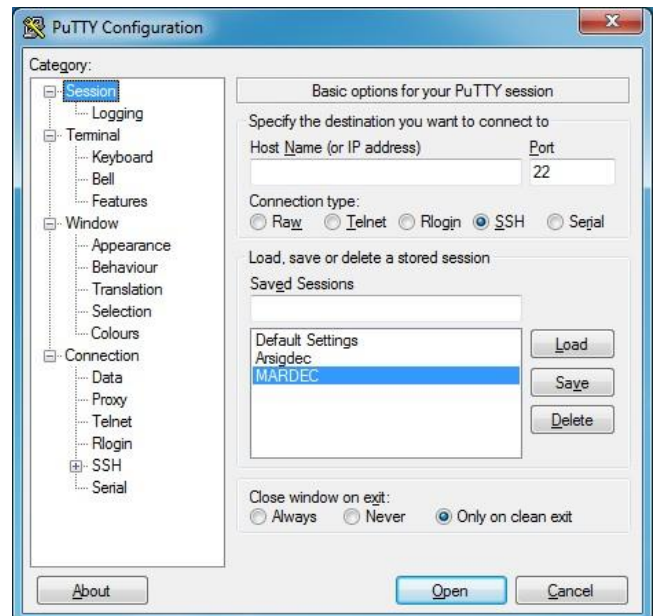 PuTTY Configuration
Category:
Session
Logging
Terminal
Keyboard
Bell
Features
Window
Appearance
Behaviour
Translation
Selection
Colours
Connection
Data
Proxy
Telnet
Rlogin
SSH
Serial
Basic options for your PuTTY session
Specify the destination you want to connect to
Host Name (or IP address) Port
22
Connection type:
Raw Telnet Rlogin SSH Serial
Load, save or delete a stored session
Saved Sessions
Default Settings
Arsigdec
MARDEC
Load
Save
Delete
Close window on exit:
Always Never Only on clean exit
About Open Cancel